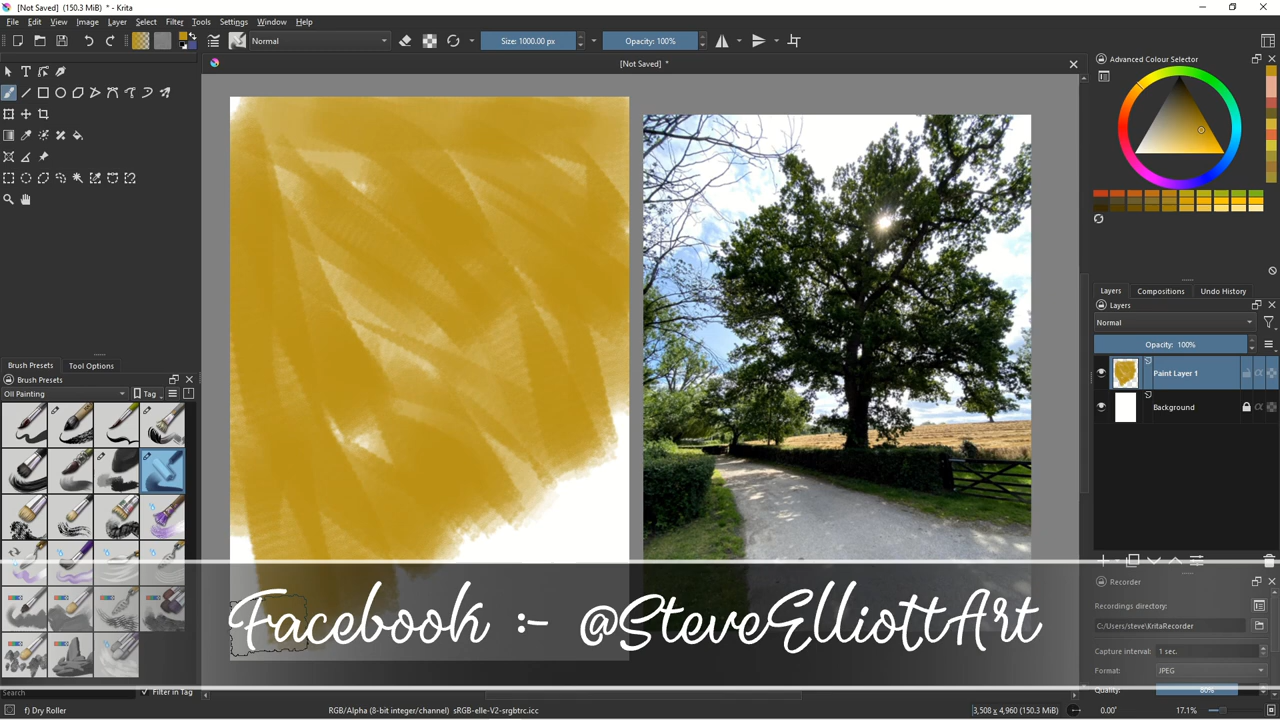 [Not Saved] (150.3 MiB) * - Krita
File Edit View Image Layer Select Filter Tools Settings Window Help
Normal
Size: 1000.00 px
Opacity: 100%
[Not Saved] *
Advanced Colour Selector
Layers Compositions Undo History
Layers
Normal
Opacity: 100%
Paint Layer 1
Background
Brush Presets Tool Options
Brush Presets
Oil Painting
Tag
Recorder
Recordings directory:
C:/Users/steve\KritaRecorder
Capture interval: 1 sec.
Format: JPEG
Quality: 80%
Facebook :- @SteveElliottArt
Search
Filter in Tag
f) Dry Roller
RGB/Alpha (8-bit integer/channel) sRGB-elle-V2-srgbtrc.icc
3,508 x 4,960 (150.3 MiB)
0.00°
17.1%